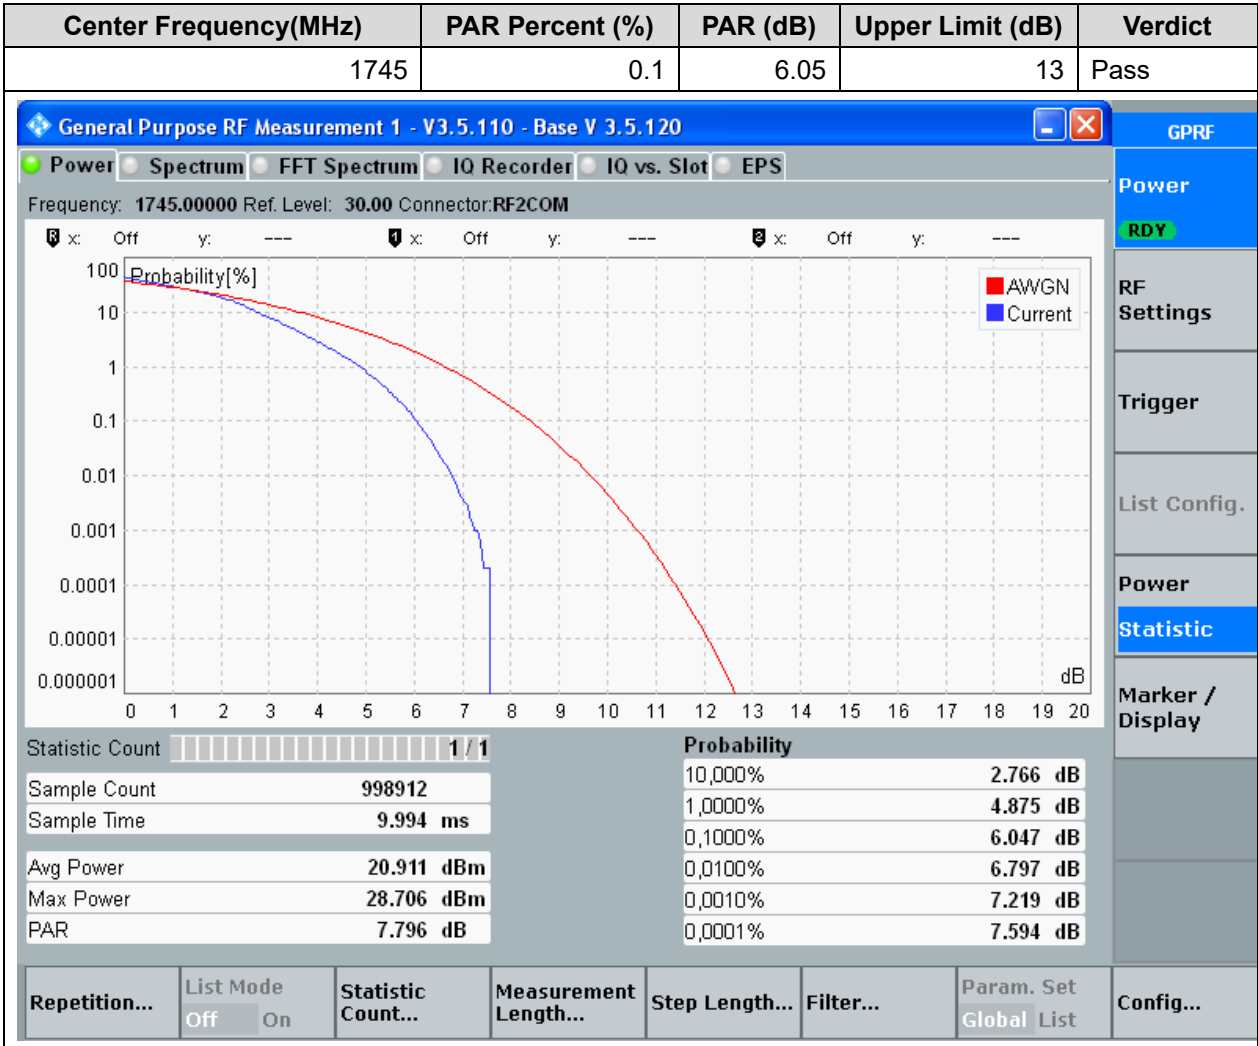 Center Frequency(MHz) PAR Percent (%) PAR (dB) Upper Limit (dB) Verdict
1745 0.1 6.05 13 Pass
General Purpose RF Measurement 1 - V3.5.110 - Base V 3.5.120
GPRF
Power Spectrum FFT Spectrum IQ Recorder IQ vs. Slot EPS
Frequency: 1745.00000 Ref. Level: 30.00 Connector:RF2COM
R x: Off y: --- 1 x: Off y: --- 2 x: Off y: ---
Probability[%]
AWGN
Current
100
10
1
0.1
0.01
0.001
0.0001
0.00001
0.000001
dB
0 1 2 3 4 5 6 7 8 9 10 11 12 13 14 15 16 17 18 19 20
Power
RDY
RF
Settings
Trigger
List Config.
Power
Statistic
Marker /
Display
Statistic Count 1 / 1
Sample Count 998912
Sample Time 9.994 ms
Avg Power 20.911 dBm
Max Power 28.706 dBm
PAR 7.796 dB
Probability
10,000% 2.766 dB
1,0000% 4.875 dB
0,1000% 6.047 dB
0,0100% 6.797 dB
0,0010% 7.219 dB
0,0001% 7.594 dB
Repetition...
List Mode
Off On
Statistic
Count...
Measurement
Length...
Step Length...
Filter...
Param. Set
Global List
Config...